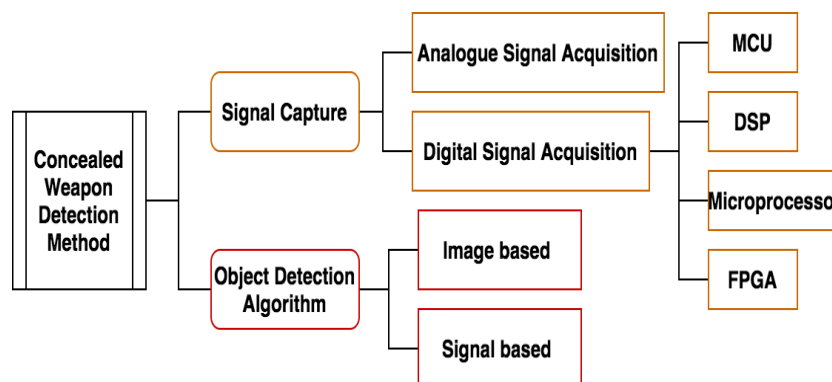 Concealed
Weapon
Detection
Method
Signal Capture
Analogue Signal Acquisition
Digital Signal Acquisition
MCU
DSP
Microprocesso
FPGA
Object Detection
Algorithm
Image based
Signal based